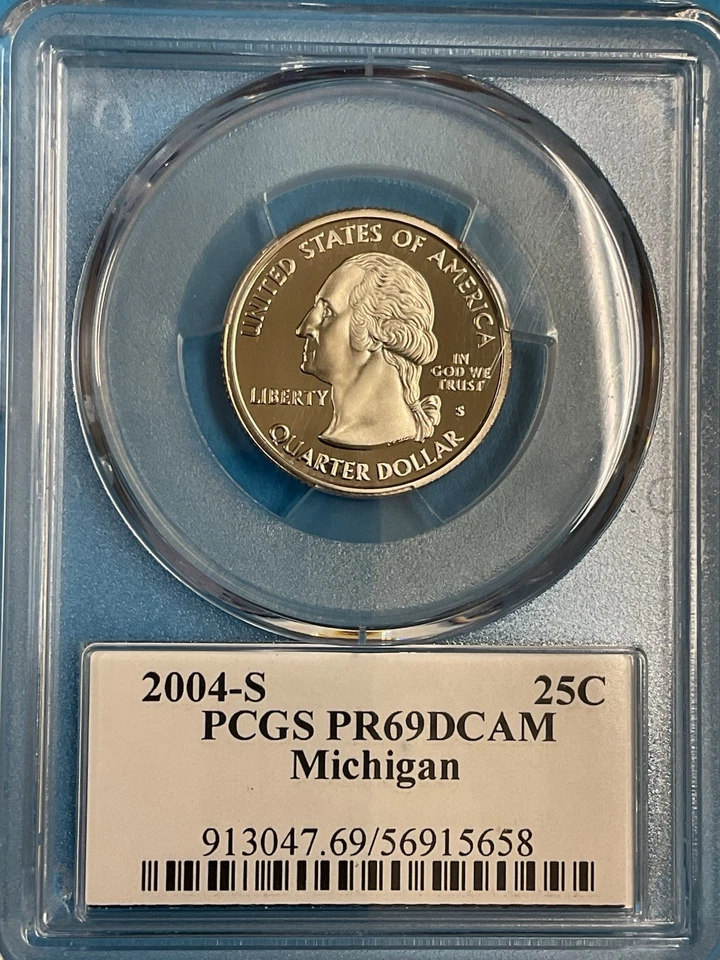 UNITED STATES OF AMERICA
IN
GOD WE
TRUST
LIBERTY
S
QUARTER DOLLAR
2004-S 25C
PCGS PR69DCAM
Michigan
913047.69/56915658